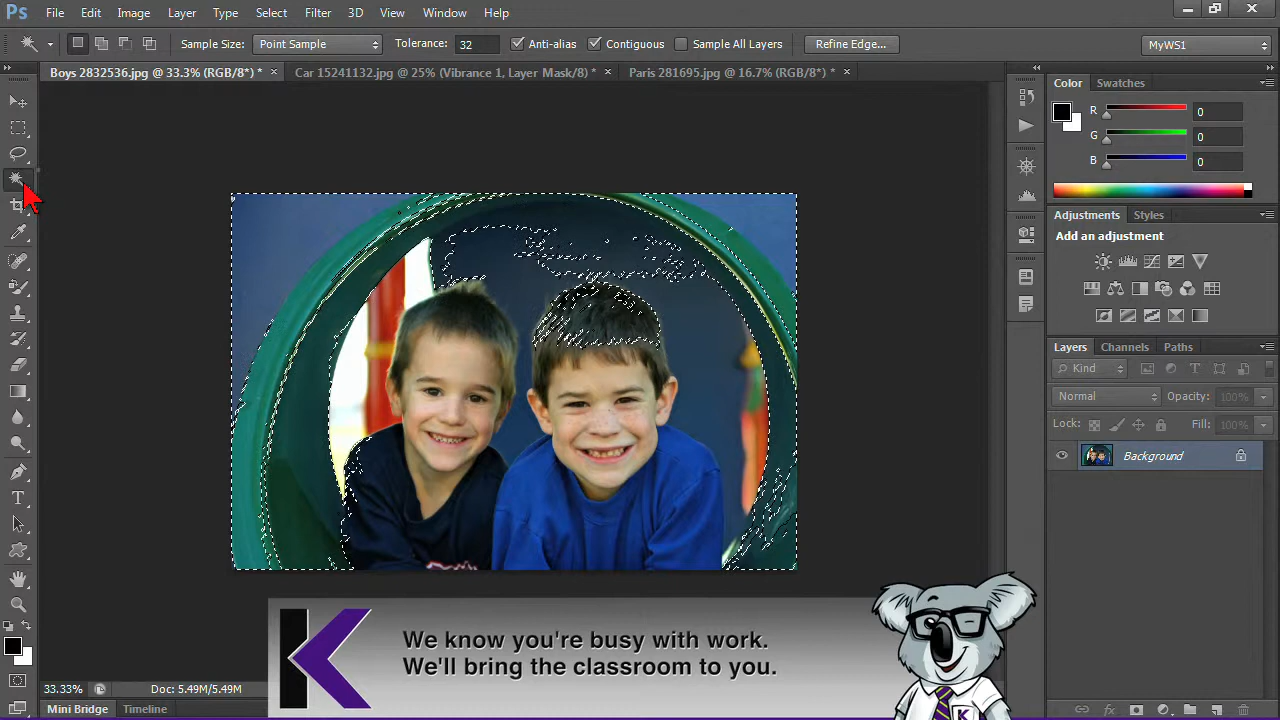 Ps File Edit Image Layer Type Select Filter 3D View Window Help
Sample Size: Point Sample Tolerance: 32 Anti-alias Contiguous Sample All Layers Refine Edge... MyWS1
Boys 2832536.jpg @ 33.3% (RGB/8*) * × Car 15241132.jpg @ 25% (Vibrance 1, Layer Mask/8) * × Paris 281695.jpg @ 16.7% (RGB/8*) * ×
Color Swatches
R 0
G 0
B 0
Adjustments Styles
Add an adjustment
Layers Channels Paths
Kind
Normal Opacity: 100%
Lock: Fill: 100%
Background
We know you're busy with work.
We'll bring the classroom to you.
K
33.33% Doc: 5.49M/5.49M
Mini Bridge Timeline